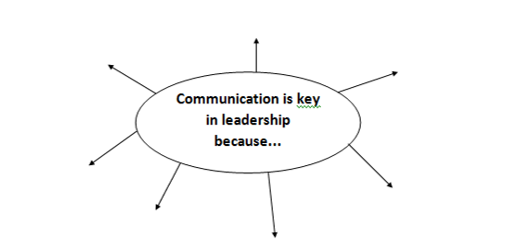 Communication is key
in leadership
because...